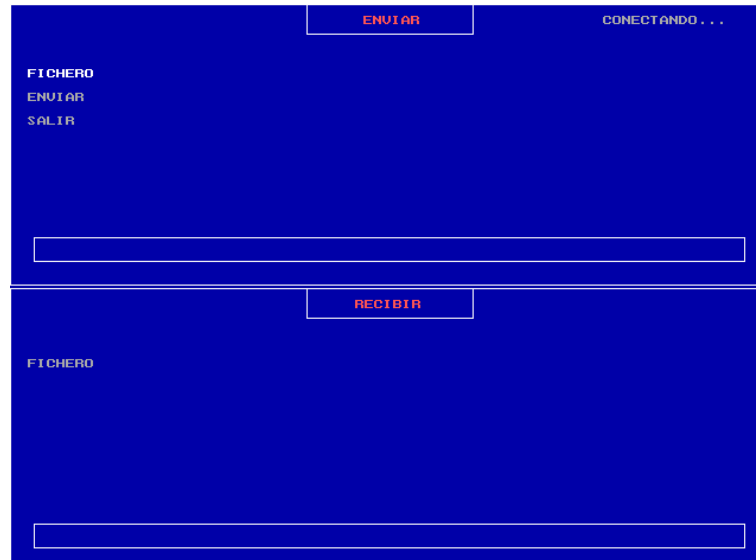 ENVIAR
CONECTANDO...
FICHERO
ENVIAR
SALIR
RECIBIR
FICHERO